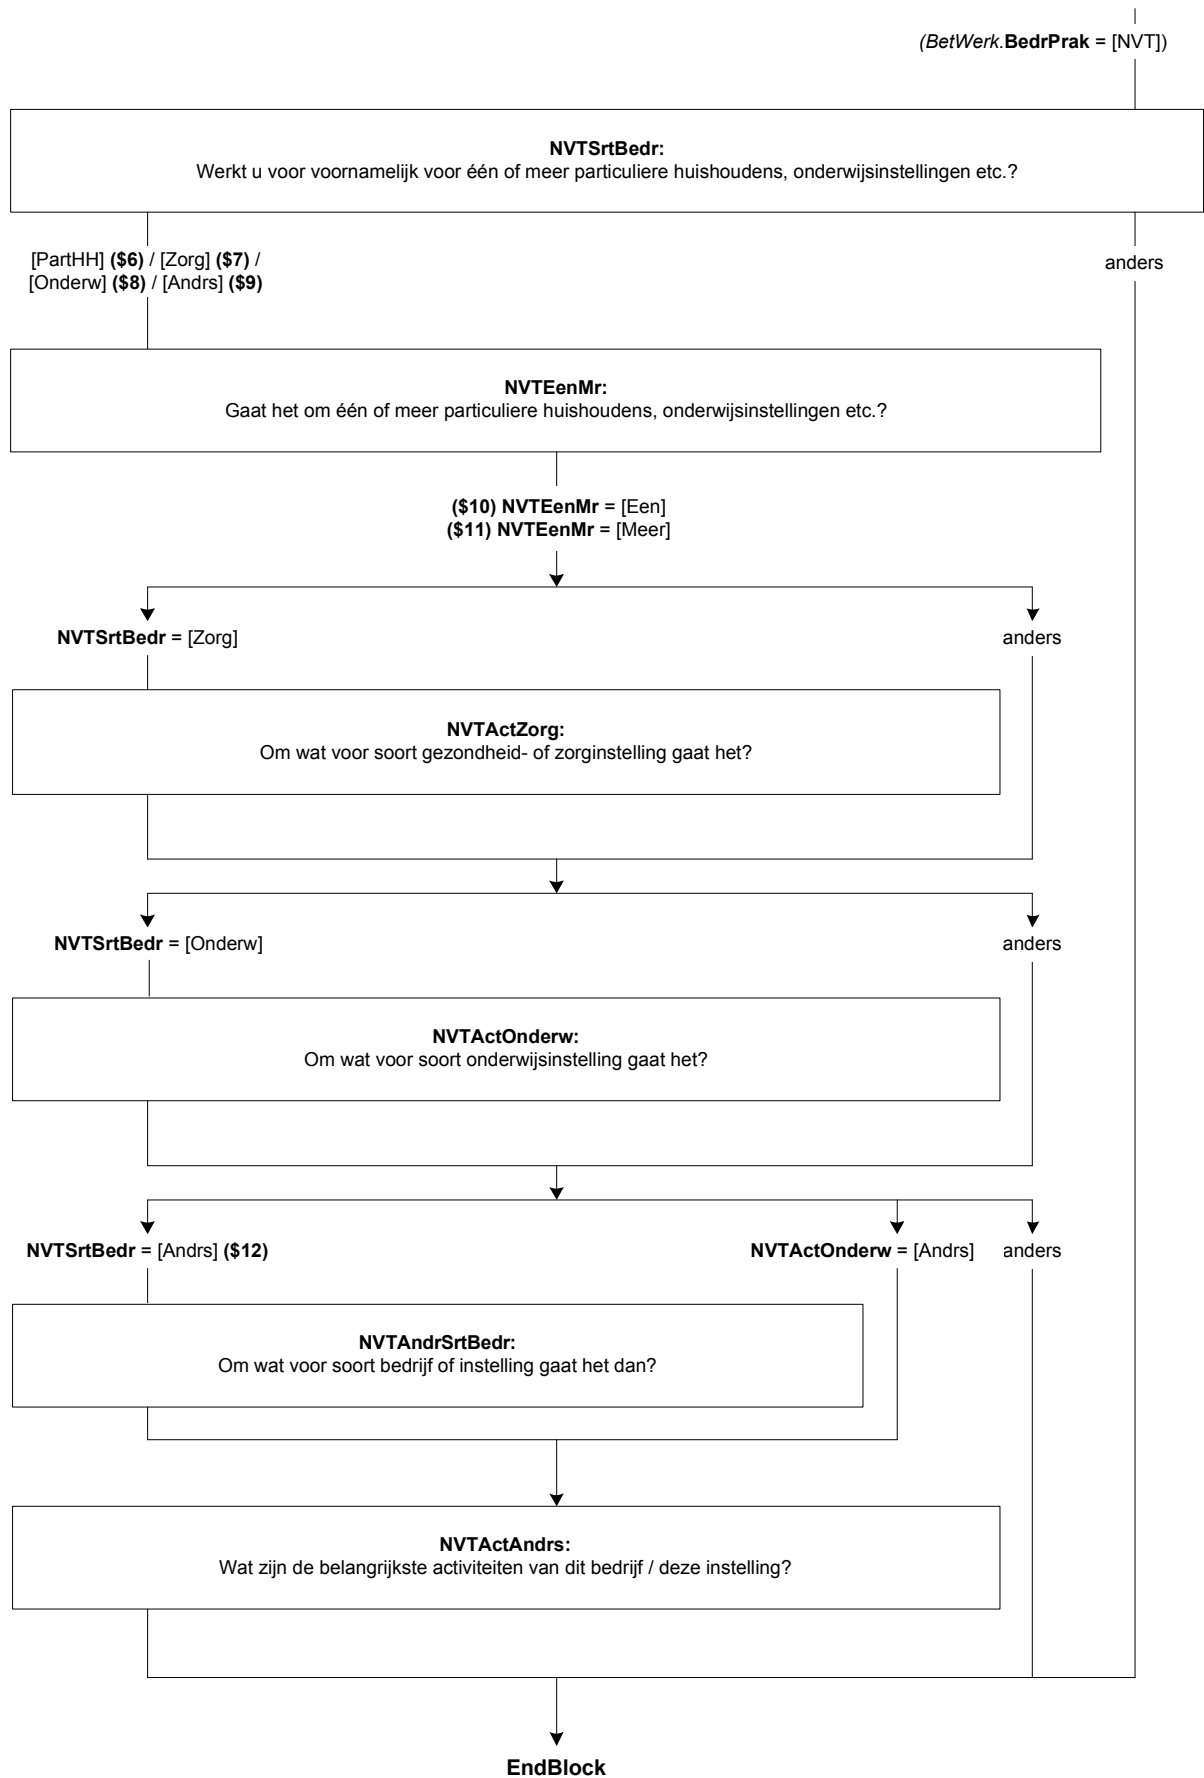 (BetWerk.BedrPrak = [NVT])
NVTSrtBedr:
Werkt u voor voornamelijk voor één of meer particuliere huishoudens, onderwijsinstellingen etc.?
[PartHH] ($6) / [Zorg] ($7) /
[Onderw] ($8) / [Andrs] ($9)
anders
NVTEenMr:
Gaat het om één of meer particuliere huishoudens, onderwijsinstellingen etc.?
($10) NVTEenMr = [Een]
($11) NVTEenMr = [Meer]
NVTSrtBedr = [Zorg]
anders
NVTActZorg:
Om wat voor soort gezondheid- of zorginstelling gaat het?
NVTSrtBedr = [Onderw]
anders
NVTActOnderw:
Om wat voor soort onderwijsinstelling gaat het?
NVTSrtBedr = [Andrs] ($12)
NVTActOnderw = [Andrs]
anders
NVTAndrSrtBedr:
Om wat voor soort bedrijf of instelling gaat het dan?
NVTActAndrs:
Wat zijn de belangrijkste activiteiten van dit bedrijf / deze instelling?
EndBlock